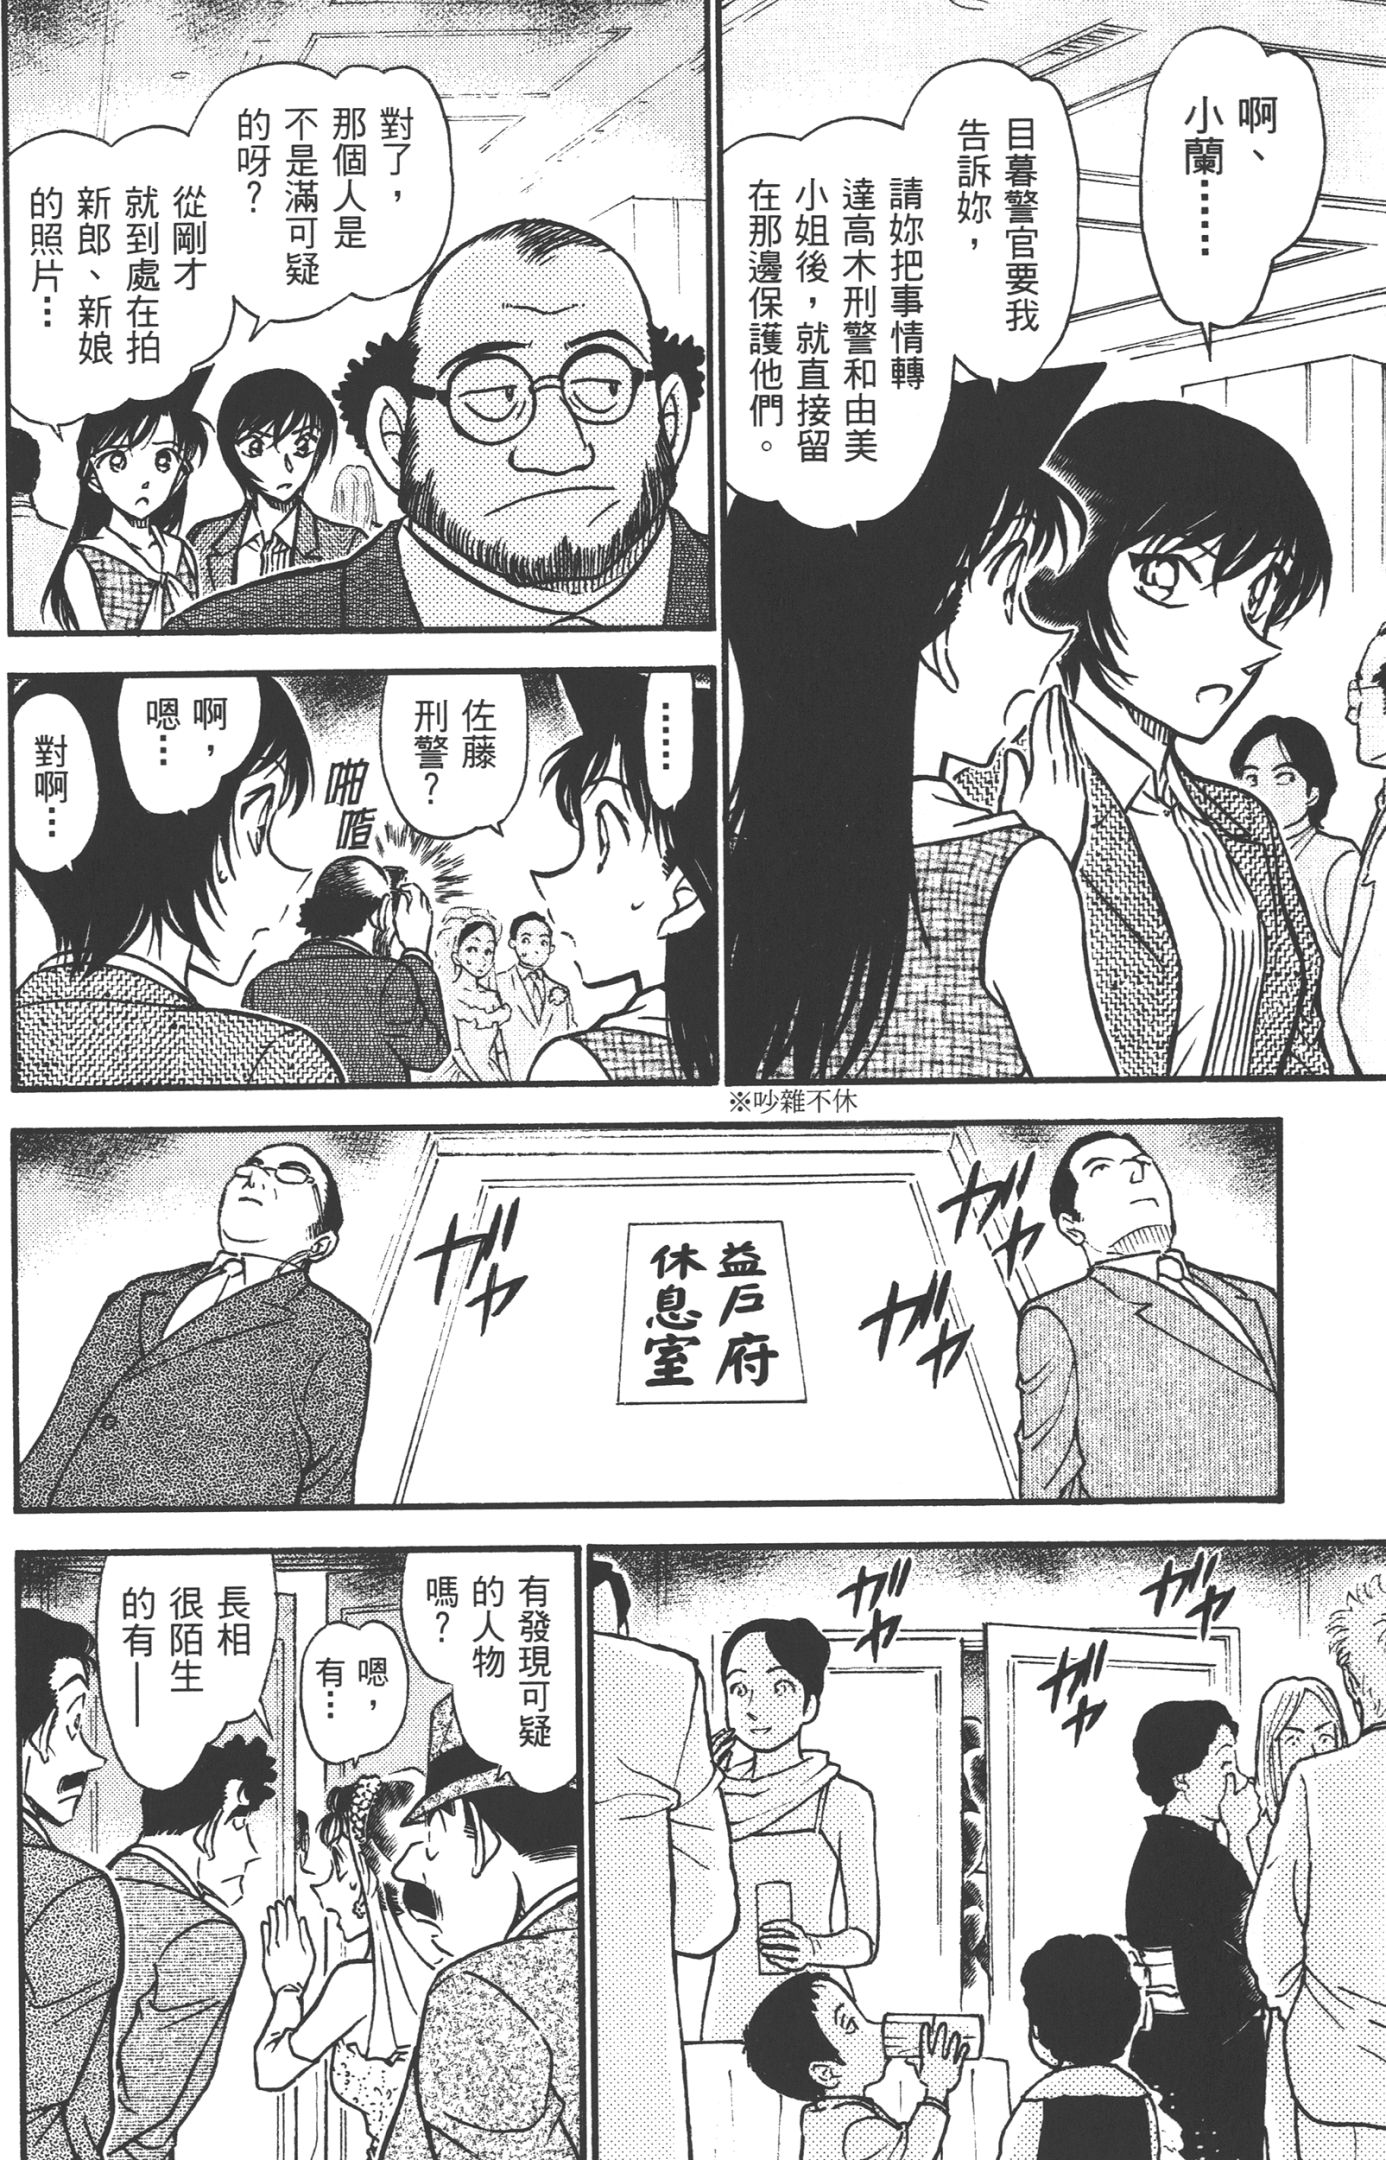 啊、
小蘭……
目暮警官要我
告訴妳，
請妳把事情轉
達高木刑警和由美
小姐後，就直接留
在那邊保護他們。
對了，
那個人是
不是滿可疑
的呀？
從剛才
就到處在拍
新郎、新娘
的照片…
……
佐藤
刑警？
啪
喳
啊，
嗯…
對啊…
※吵雜不休
ガヤ
ガヤ
益戶府
休息室
ガヤ
ガヤ
ガヤ
ガヤ
有發現可疑
的人物
嗎？
嗯，
有…
長相
很陌生
的有——